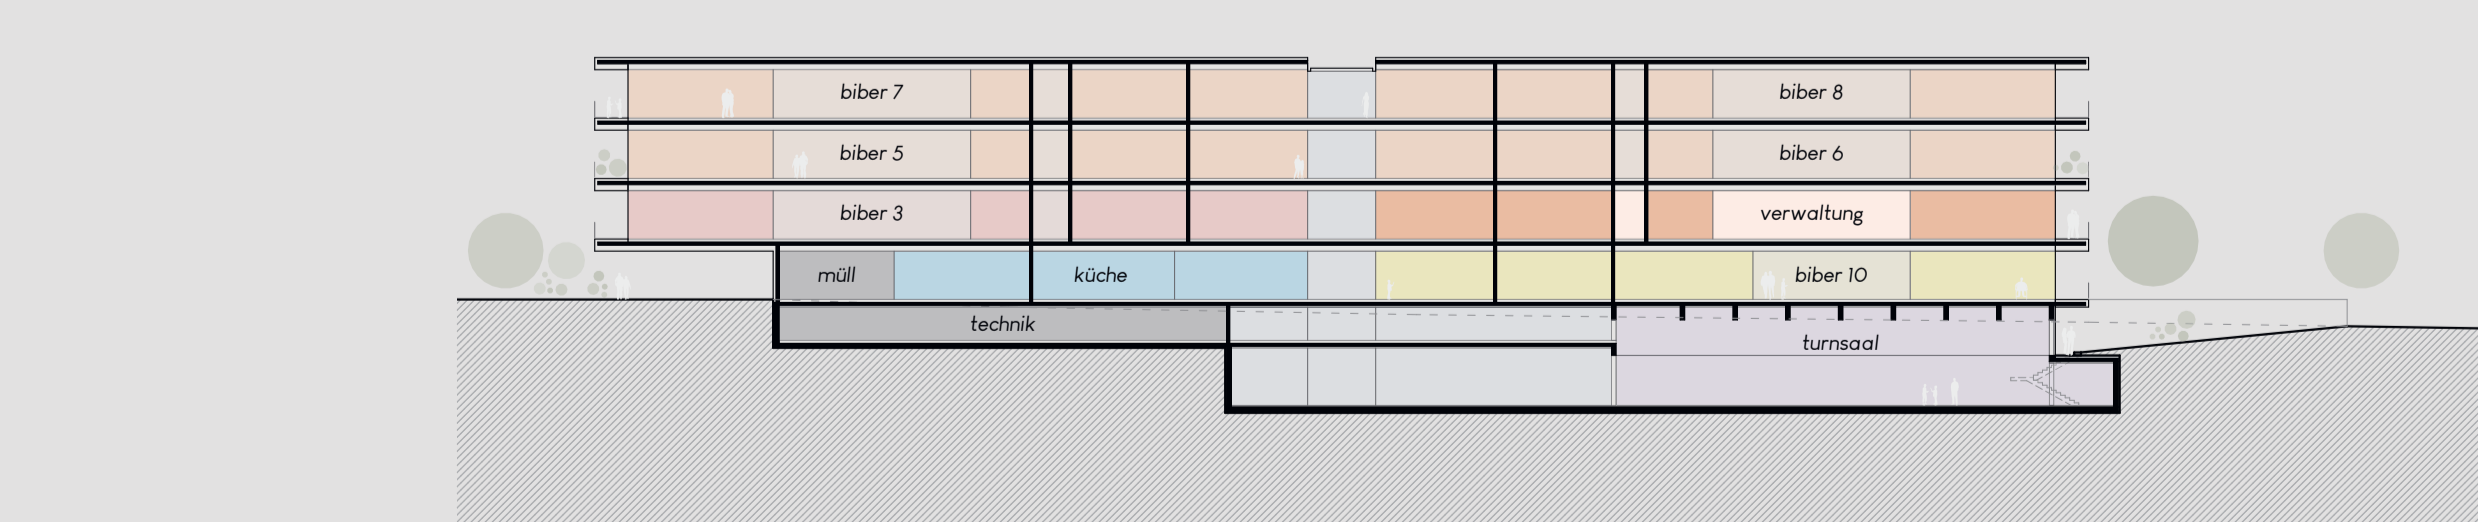 biber 7
biber 8
biber 5
biber 6
biber 3
verwaltung
müll
küche
biber 10
technik
turnsaal